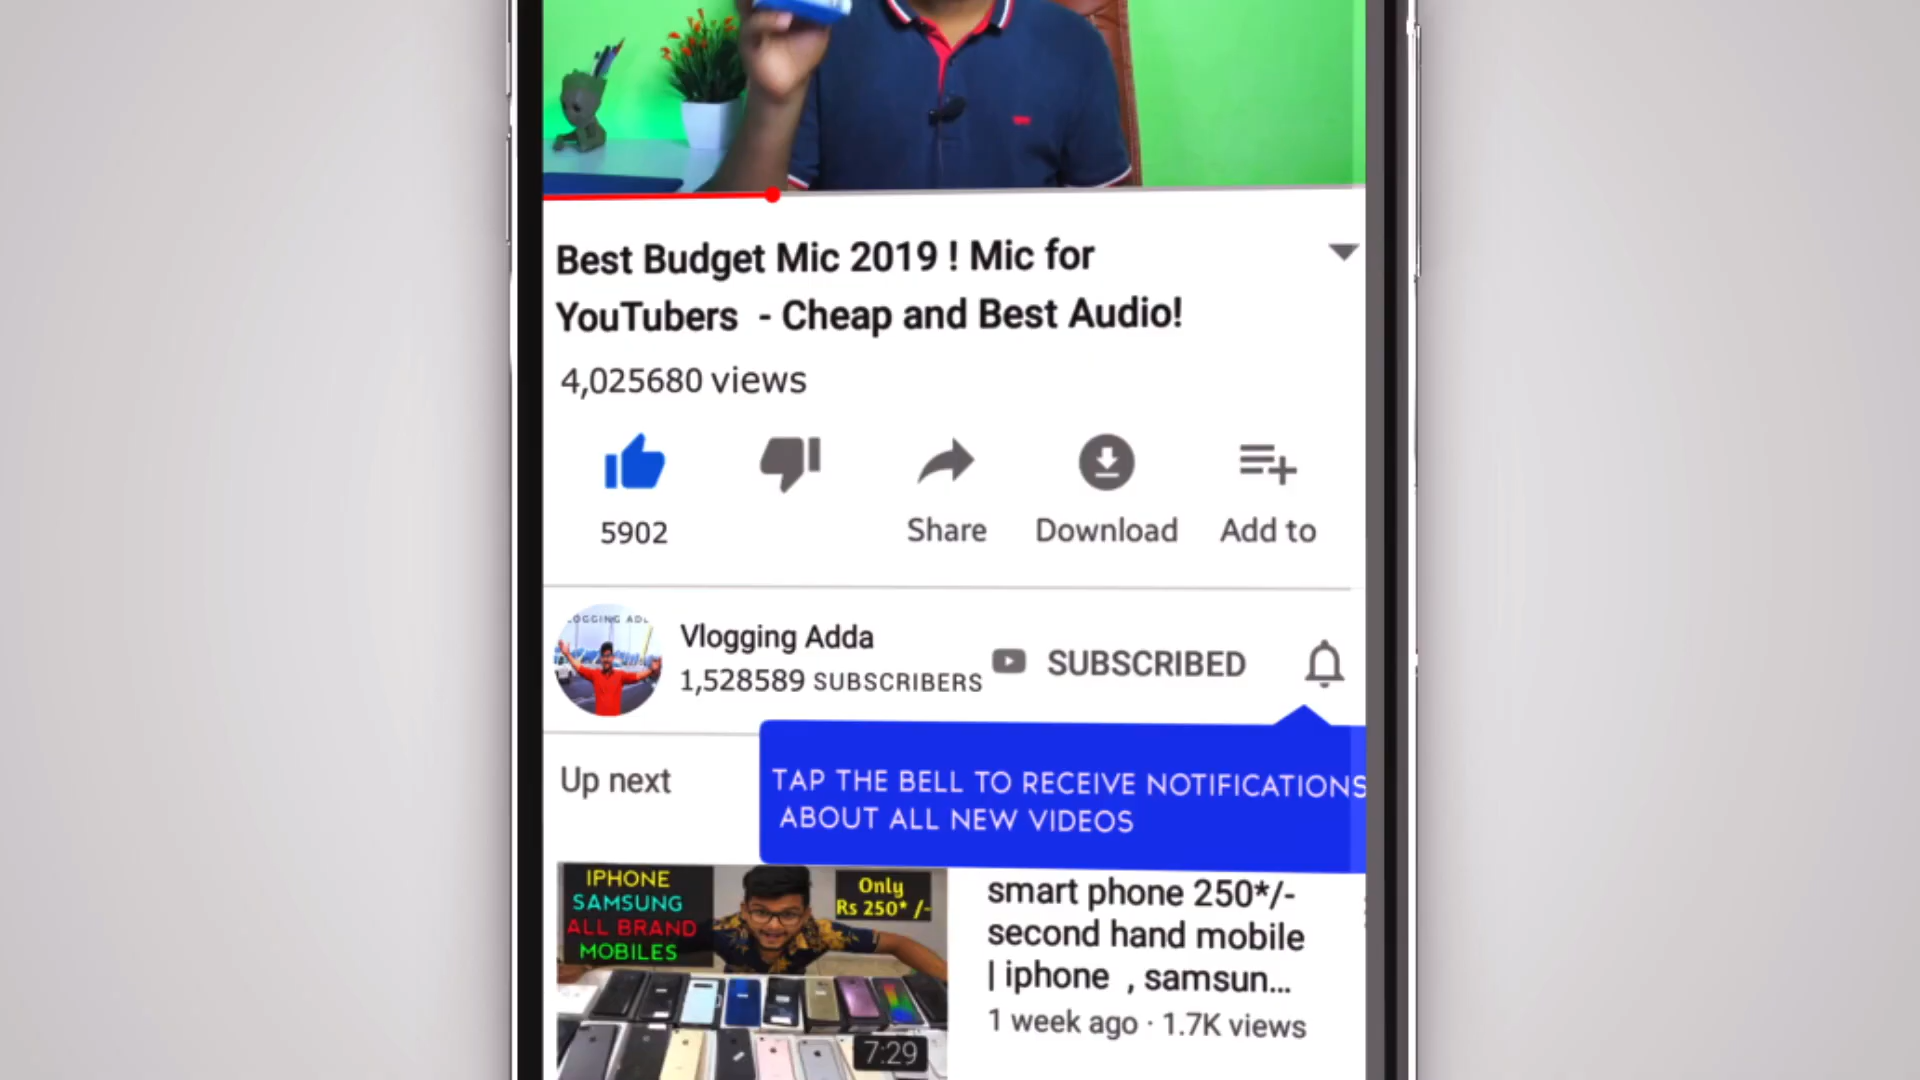 Best Budget Mic 2019 ! Mic for
YouTubers - Cheap and Best Audio!
4,025680 views
5902
Share
Download
Add to
OGGING AD
Vlogging Adda
1,528589 SUBSCRIBERS
SUBSCRIBED
TAP THE BELL TO RECEIVE NOTIFICATIONS
ABOUT ALL NEW VIDEOS
Up next
IPHONE
SAMSUNG
ALL BRAND
MOBILES
Only
Rs 250* /-
7:29
smart phone 250*/-
second hand mobile
| iphone , samsun...
1 week ago · 1.7K views